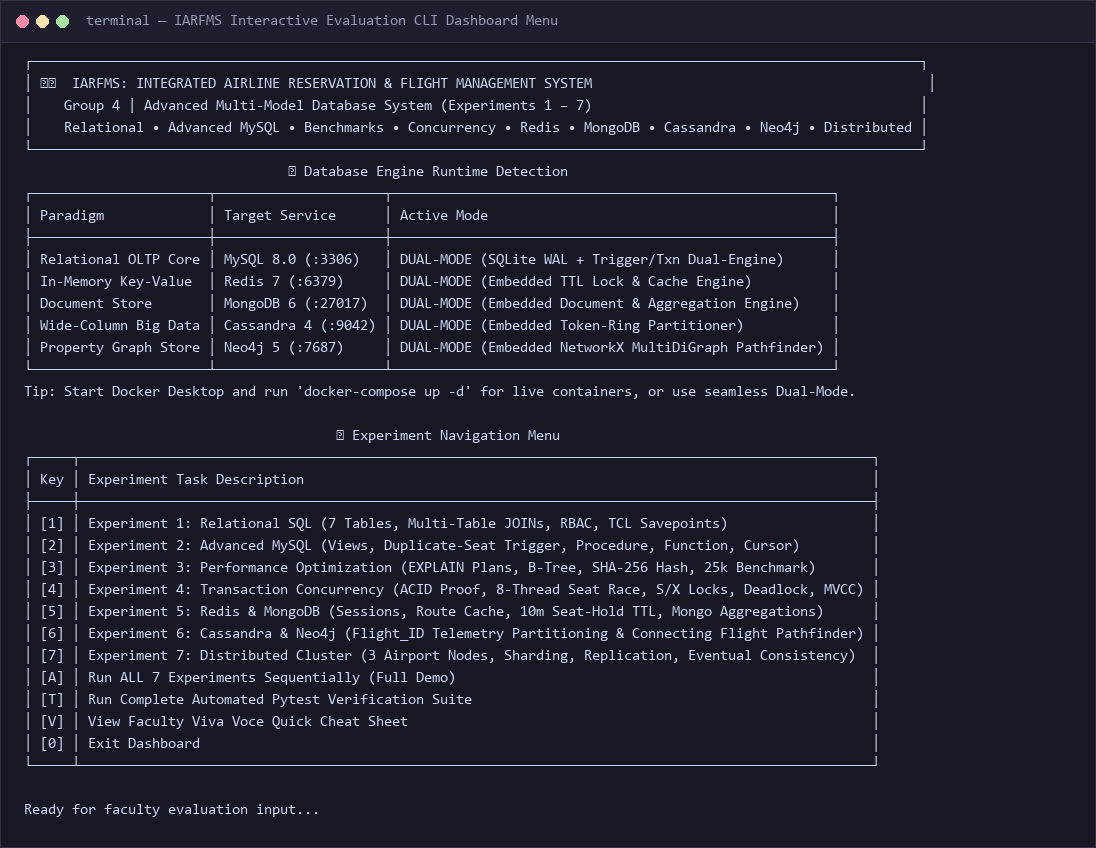 terminal — IARFMS Interactive Evaluation CLI Dashboard Menu
IARFMS: INTEGRATED AIRLINE RESERVATION & FLIGHT MANAGEMENT SYSTEM
Group 4 | Advanced Multi-Model Database System (Experiments 1 – 7)
Relational • Advanced MySQL • Benchmarks • Concurrency • Redis • MongoDB • Cassandra • Neo4j • Distributed
Database Engine Runtime Detection
Paradigm | Target Service | Active Mode
Relational OLTP Core | MySQL 8.0 (:3306) | DUAL-MODE (SQLite WAL + Trigger/Txn Dual-Engine)
In-Memory Key-Value | Redis 7 (:6379) | DUAL-MODE (Embedded TTL Lock & Cache Engine)
Document Store | MongoDB 6 (:27017) | DUAL-MODE (Embedded Document & Aggregation Engine)
Wide-Column Big Data | Cassandra 4 (:9042) | DUAL-MODE (Embedded Token-Ring Partitioner)
Property Graph Store | Neo4j 5 (:7687) | DUAL-MODE (Embedded NetworkX MultiDiGraph Pathfinder)
Tip: Start Docker Desktop and run 'docker-compose up -d' for live containers, or use seamless Dual-Mode.
Experiment Navigation Menu
Key | Experiment Task Description
[1] | Experiment 1: Relational SQL (7 Tables, Multi-Table JOINs, RBAC, TCL Savepoints)
[2] | Experiment 2: Advanced MySQL (Views, Duplicate-Seat Trigger, Procedure, Function, Cursor)
[3] | Experiment 3: Performance Optimization (EXPLAIN Plans, B-Tree, SHA-256 Hash, 25k Benchmark)
[4] | Experiment 4: Transaction Concurrency (ACID Proof, 8-Thread Seat Race, S/X Locks, Deadlock, MVCC)
[5] | Experiment 5: Redis & MongoDB (Sessions, Route Cache, 10m Seat-Hold TTL, Mongo Aggregations)
[6] | Experiment 6: Cassandra & Neo4j (Flight_ID Telemetry Partitioning & Connecting Flight Pathfinder)
[7] | Experiment 7: Distributed Cluster (3 Airport Nodes, Sharding, Replication, Eventual Consistency)
[A] | Run ALL 7 Experiments Sequentially (Full Demo)
[T] | Run Complete Automated Pytest Verification Suite
[V] | View Faculty Viva Voce Quick Cheat Sheet
[0] | Exit Dashboard
Ready for faculty evaluation input...